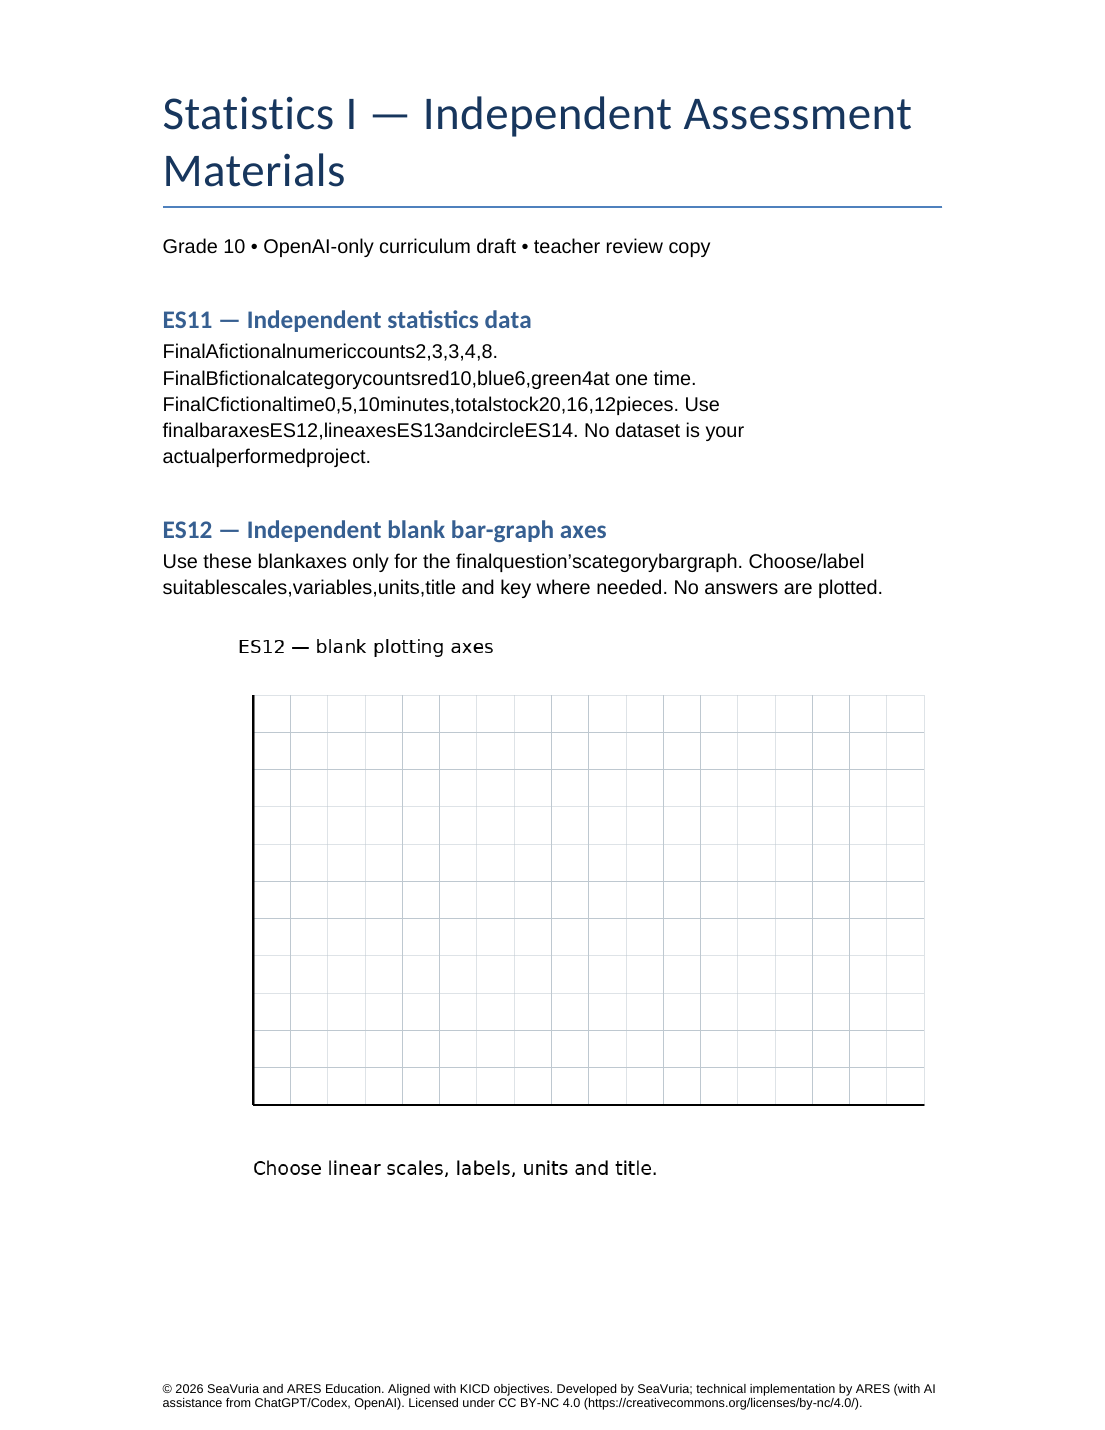 Statistics I — Independent Assessment
Materials
Grade 10 • OpenAI-only curriculum draft • teacher review copy
ES11 — Independent statistics data
FinalAfictionalnumericcounts2,3,3,4,8.
FinalBfictionalcategorycountsred10,blue6,green4at one time.
FinalCfictionaltime0,5,10minutes,totalstock20,16,12pieces. Use
finalbaraxesES12,lineaxesES13andcircleES14. No dataset is your
actualperformedproject.
ES12 — Independent blank bar-graph axes
Use these blankaxes only for the finalquestion’scategorybargraph. Choose/label
suitablescales,variables,units,title and key where needed. No answers are plotted.
ES12 — blank plotting axes
Choose linear scales, labels, units and title.
© 2026 SeaVuria and ARES Education. Aligned with KICD objectives. Developed by SeaVuria; technical implementation by ARES (with AI
assistance from ChatGPT/Codex, OpenAI). Licensed under CC BY-NC 4.0 (https://creativecommons.org/licenses/by-nc/4.0/).